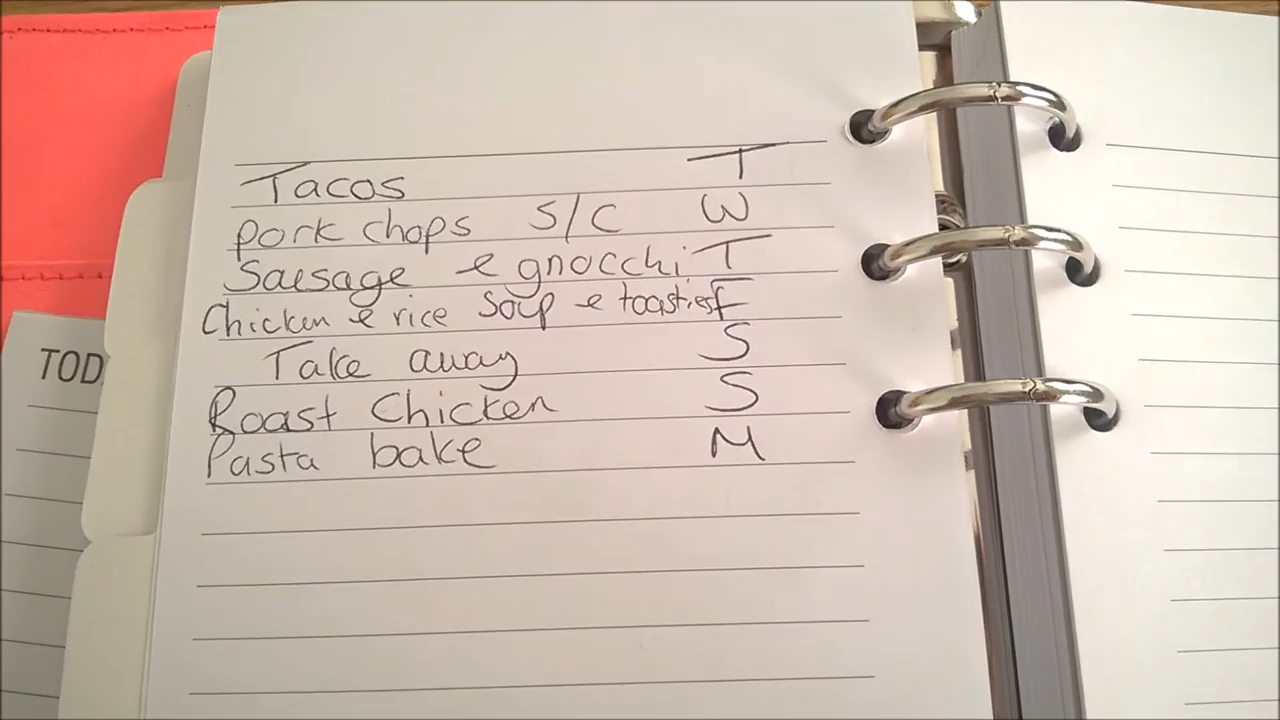 Tacos T
Pork chops S/C W
Sausage & gnocchi T
Chicken & rice Soup & toasties F
Take away S
Roast Chicken S
Pasta bake M
TOD